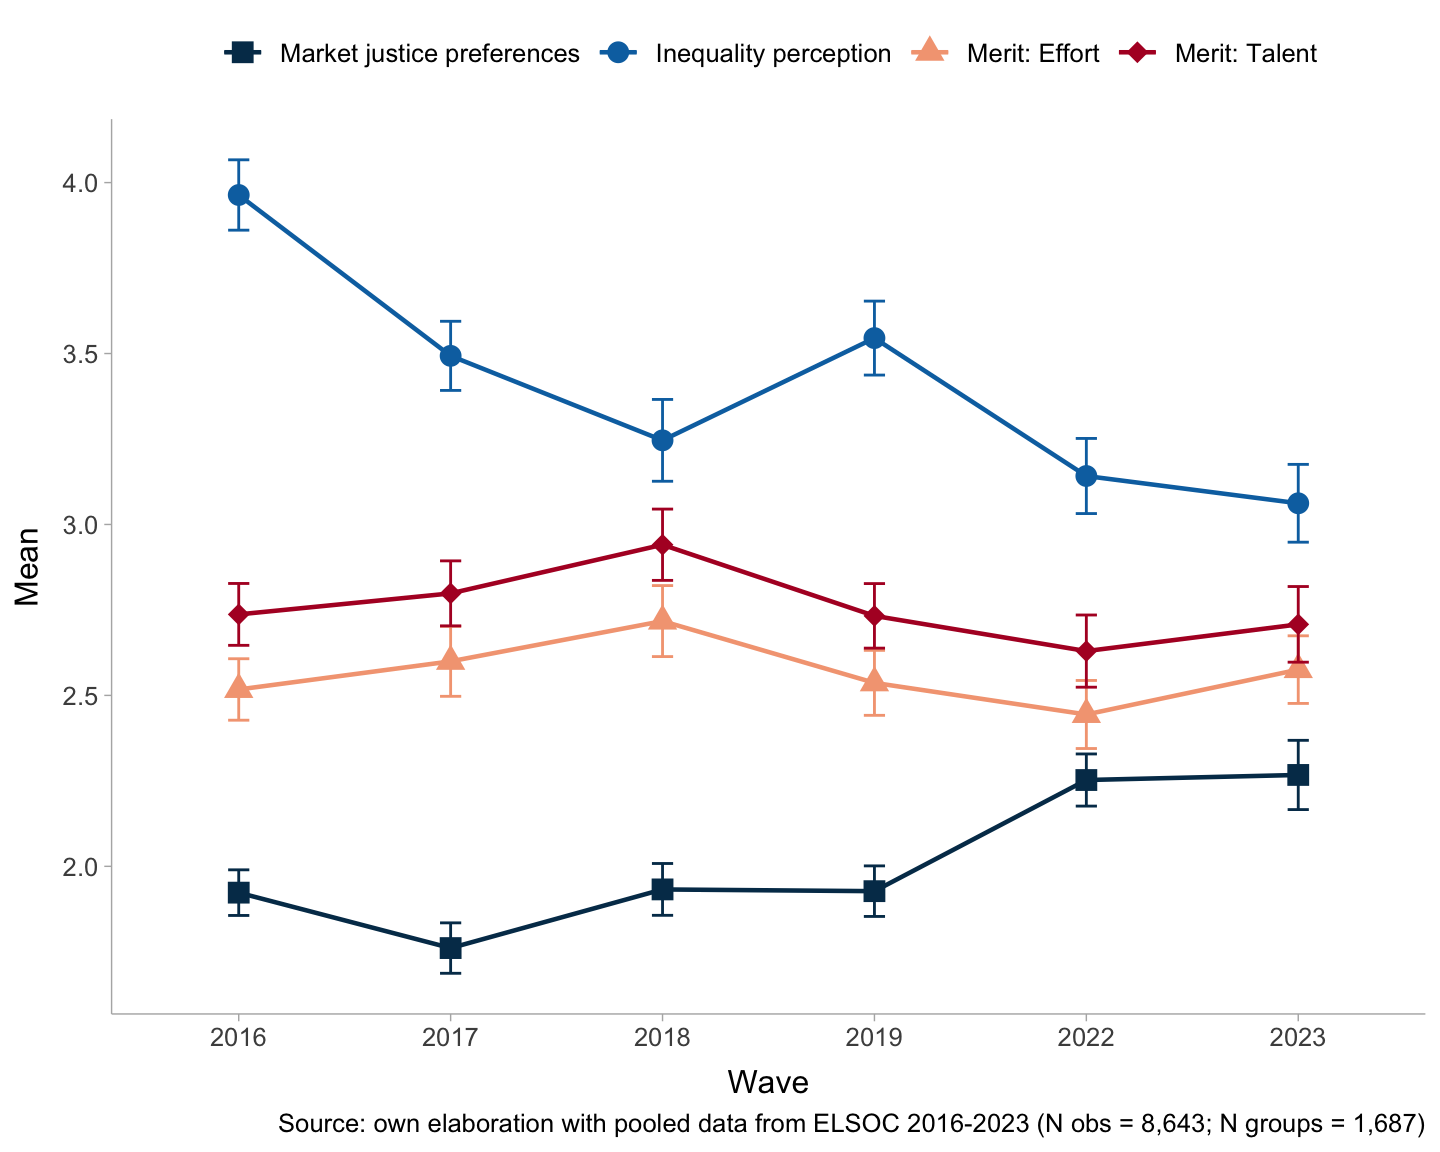 Market justice preferences Inequality perception Merit: Effort Merit: Talent
4.0
3.5
3.0
2.5
2.0
Mean
2016 2017 2018 2019 2022 2023
Wave
Source: own elaboration with pooled data from ELSOC 2016-2023 (N obs = 8,643; N groups = 1,687)